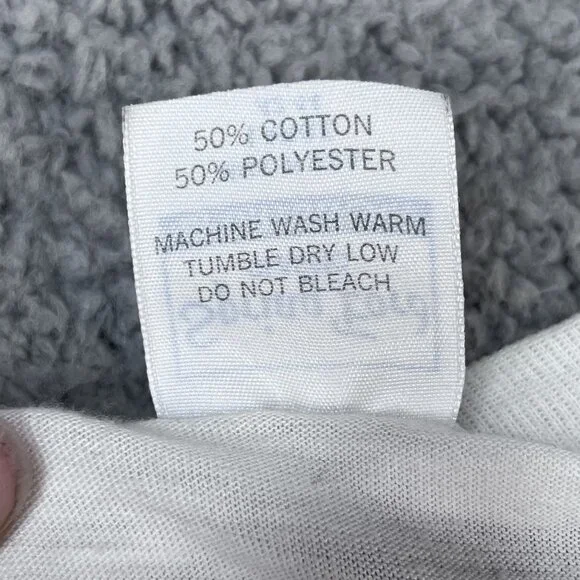 50% COTTON
50% POLYESTER
MACHINE WASH WARM
TUMBLE DRY LOW
DO NOT BLEACH